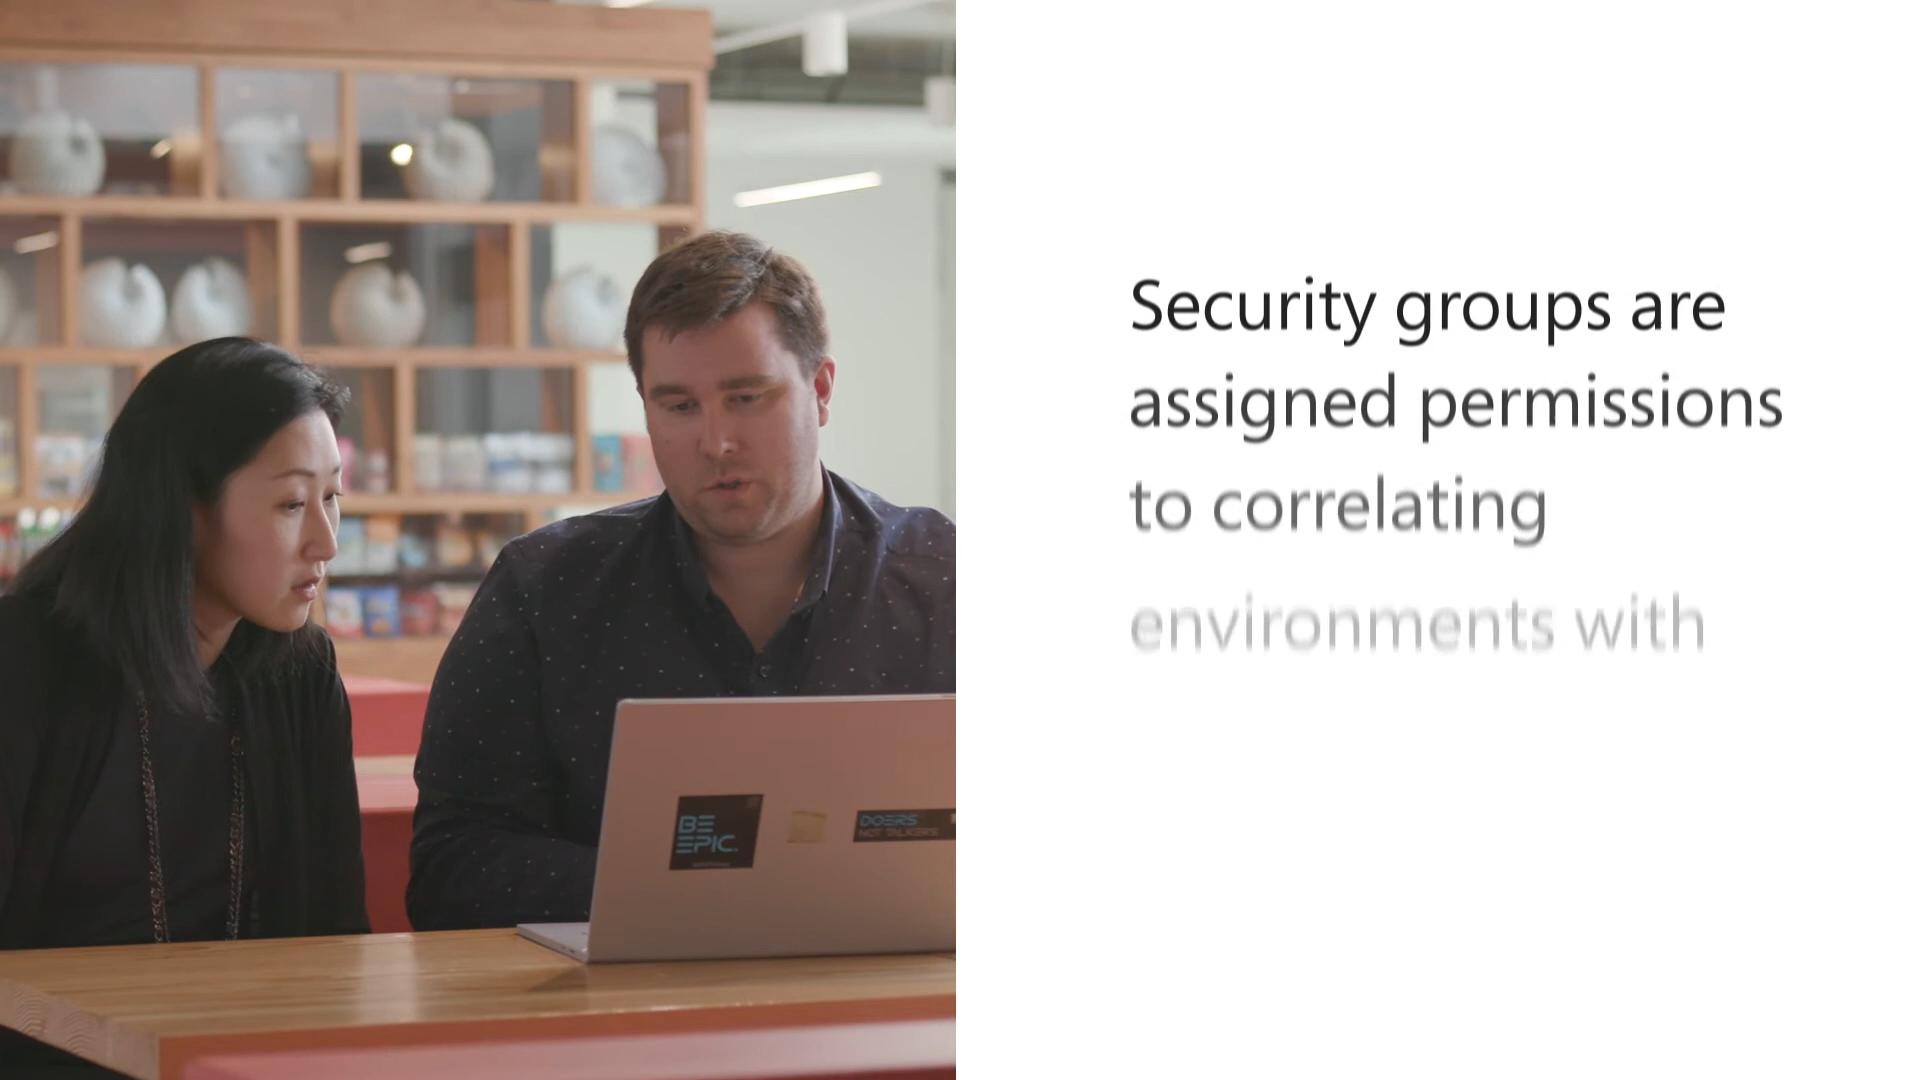 Security groups are
assigned permissions
to correlating
environments with
BE
EPIC.
DOERS
NOT TALKERS